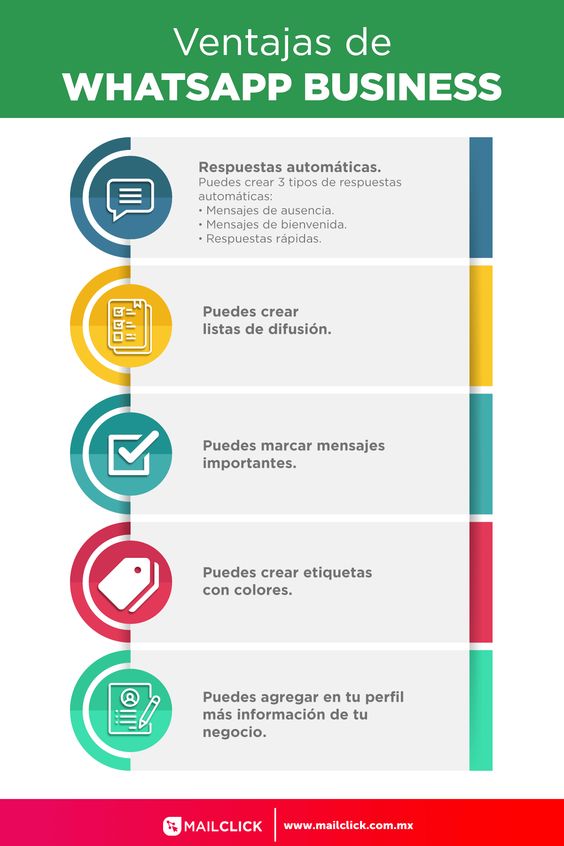 Ventajas de
WHATSAPP BUSINESS
Respuestas automáticas.
Puedes crear 3 tipos de respuestas
automáticas:
• Mensajes de ausencia.
• Mensajes de bienvenida.
• Respuestas rápidas.
Puedes crear
listas de difusión.
Puedes marcar mensajes
importantes.
Puedes crear etiquetas
con colores.
Puedes agregar en tu perfil
más información de tu
negocio.
MAILCLICK
www.mailclick.com.mx